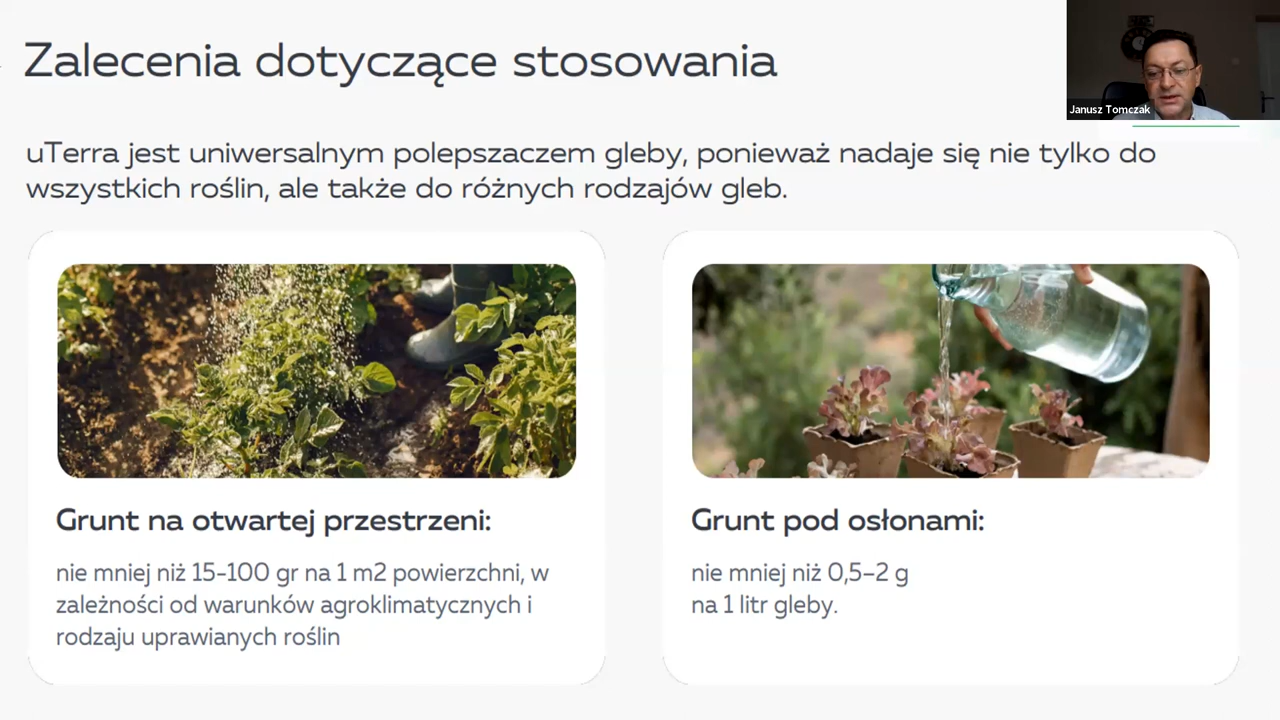 Zalecenia dotyczące stosowania
Janusz Tomczak
uTerra jest uniwersalnym polepszaczem gleby, ponieważ nadaje się nie tylko do
wszystkich roślin, ale także do różnych rodzajów gleb.
Grunt na otwartej przestrzeni:
nie mniej niż 15-100 gr na 1 m2 powierzchni, w
zależności od warunków agroklimatycznych i
rodzaju uprawianych roślin
Grunt pod osłonami:
nie mniej niż 0,5–2 g
na 1 litr gleby.